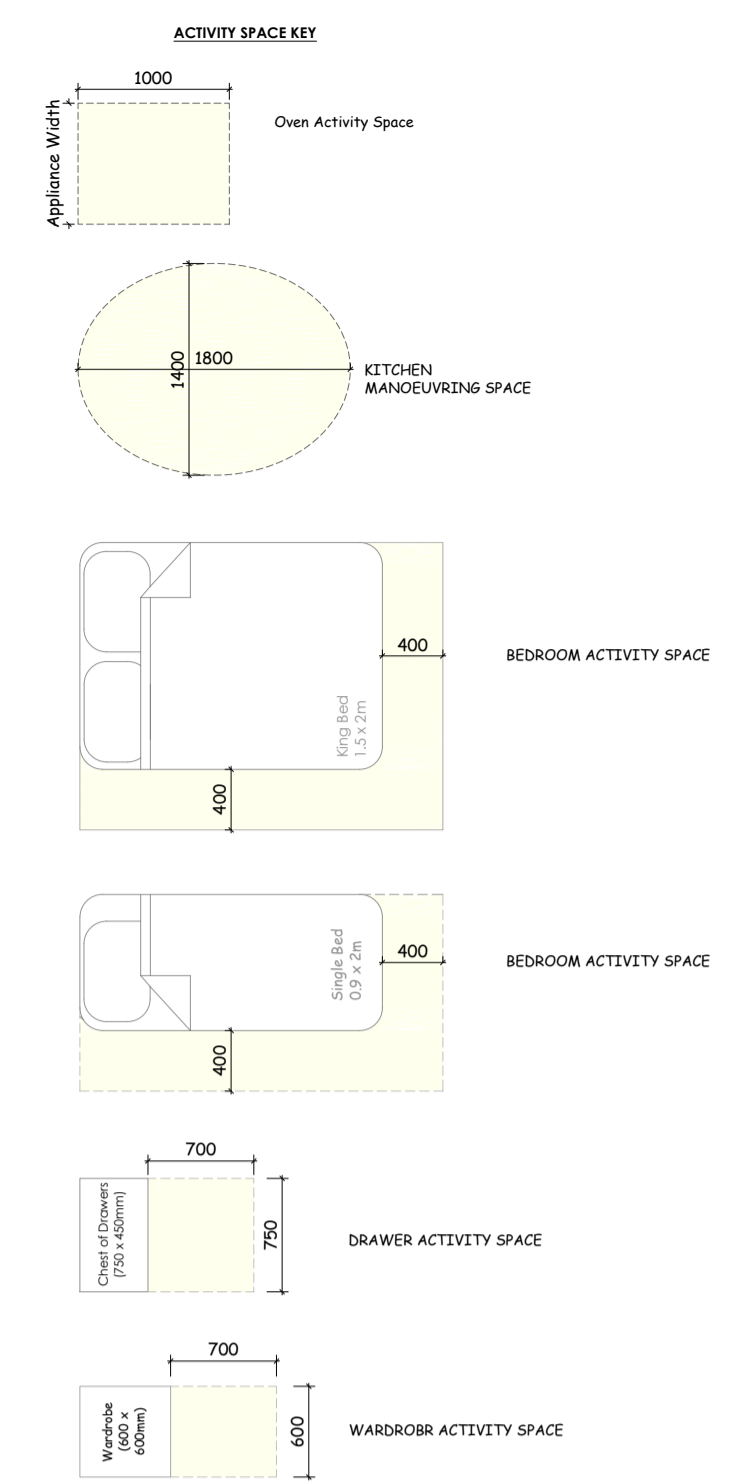 ACTIVITY SPACE KEY
1000
Appliance Width
Oven Activity Space
1400
1800
KITCHEN
MANOEUVRING SPACE
400
King Bed
1.5 x 2m
400
BEDROOM ACTIVITY SPACE
400
Single Bed
0.9 x 2m
400
BEDROOM ACTIVITY SPACE
700
Chest of Drawers
(750 x 450mm)
750
DRAWER ACTIVITY SPACE
700
Wardrobe
(600 x
600mm)
600
WARDROBR ACTIVITY SPACE